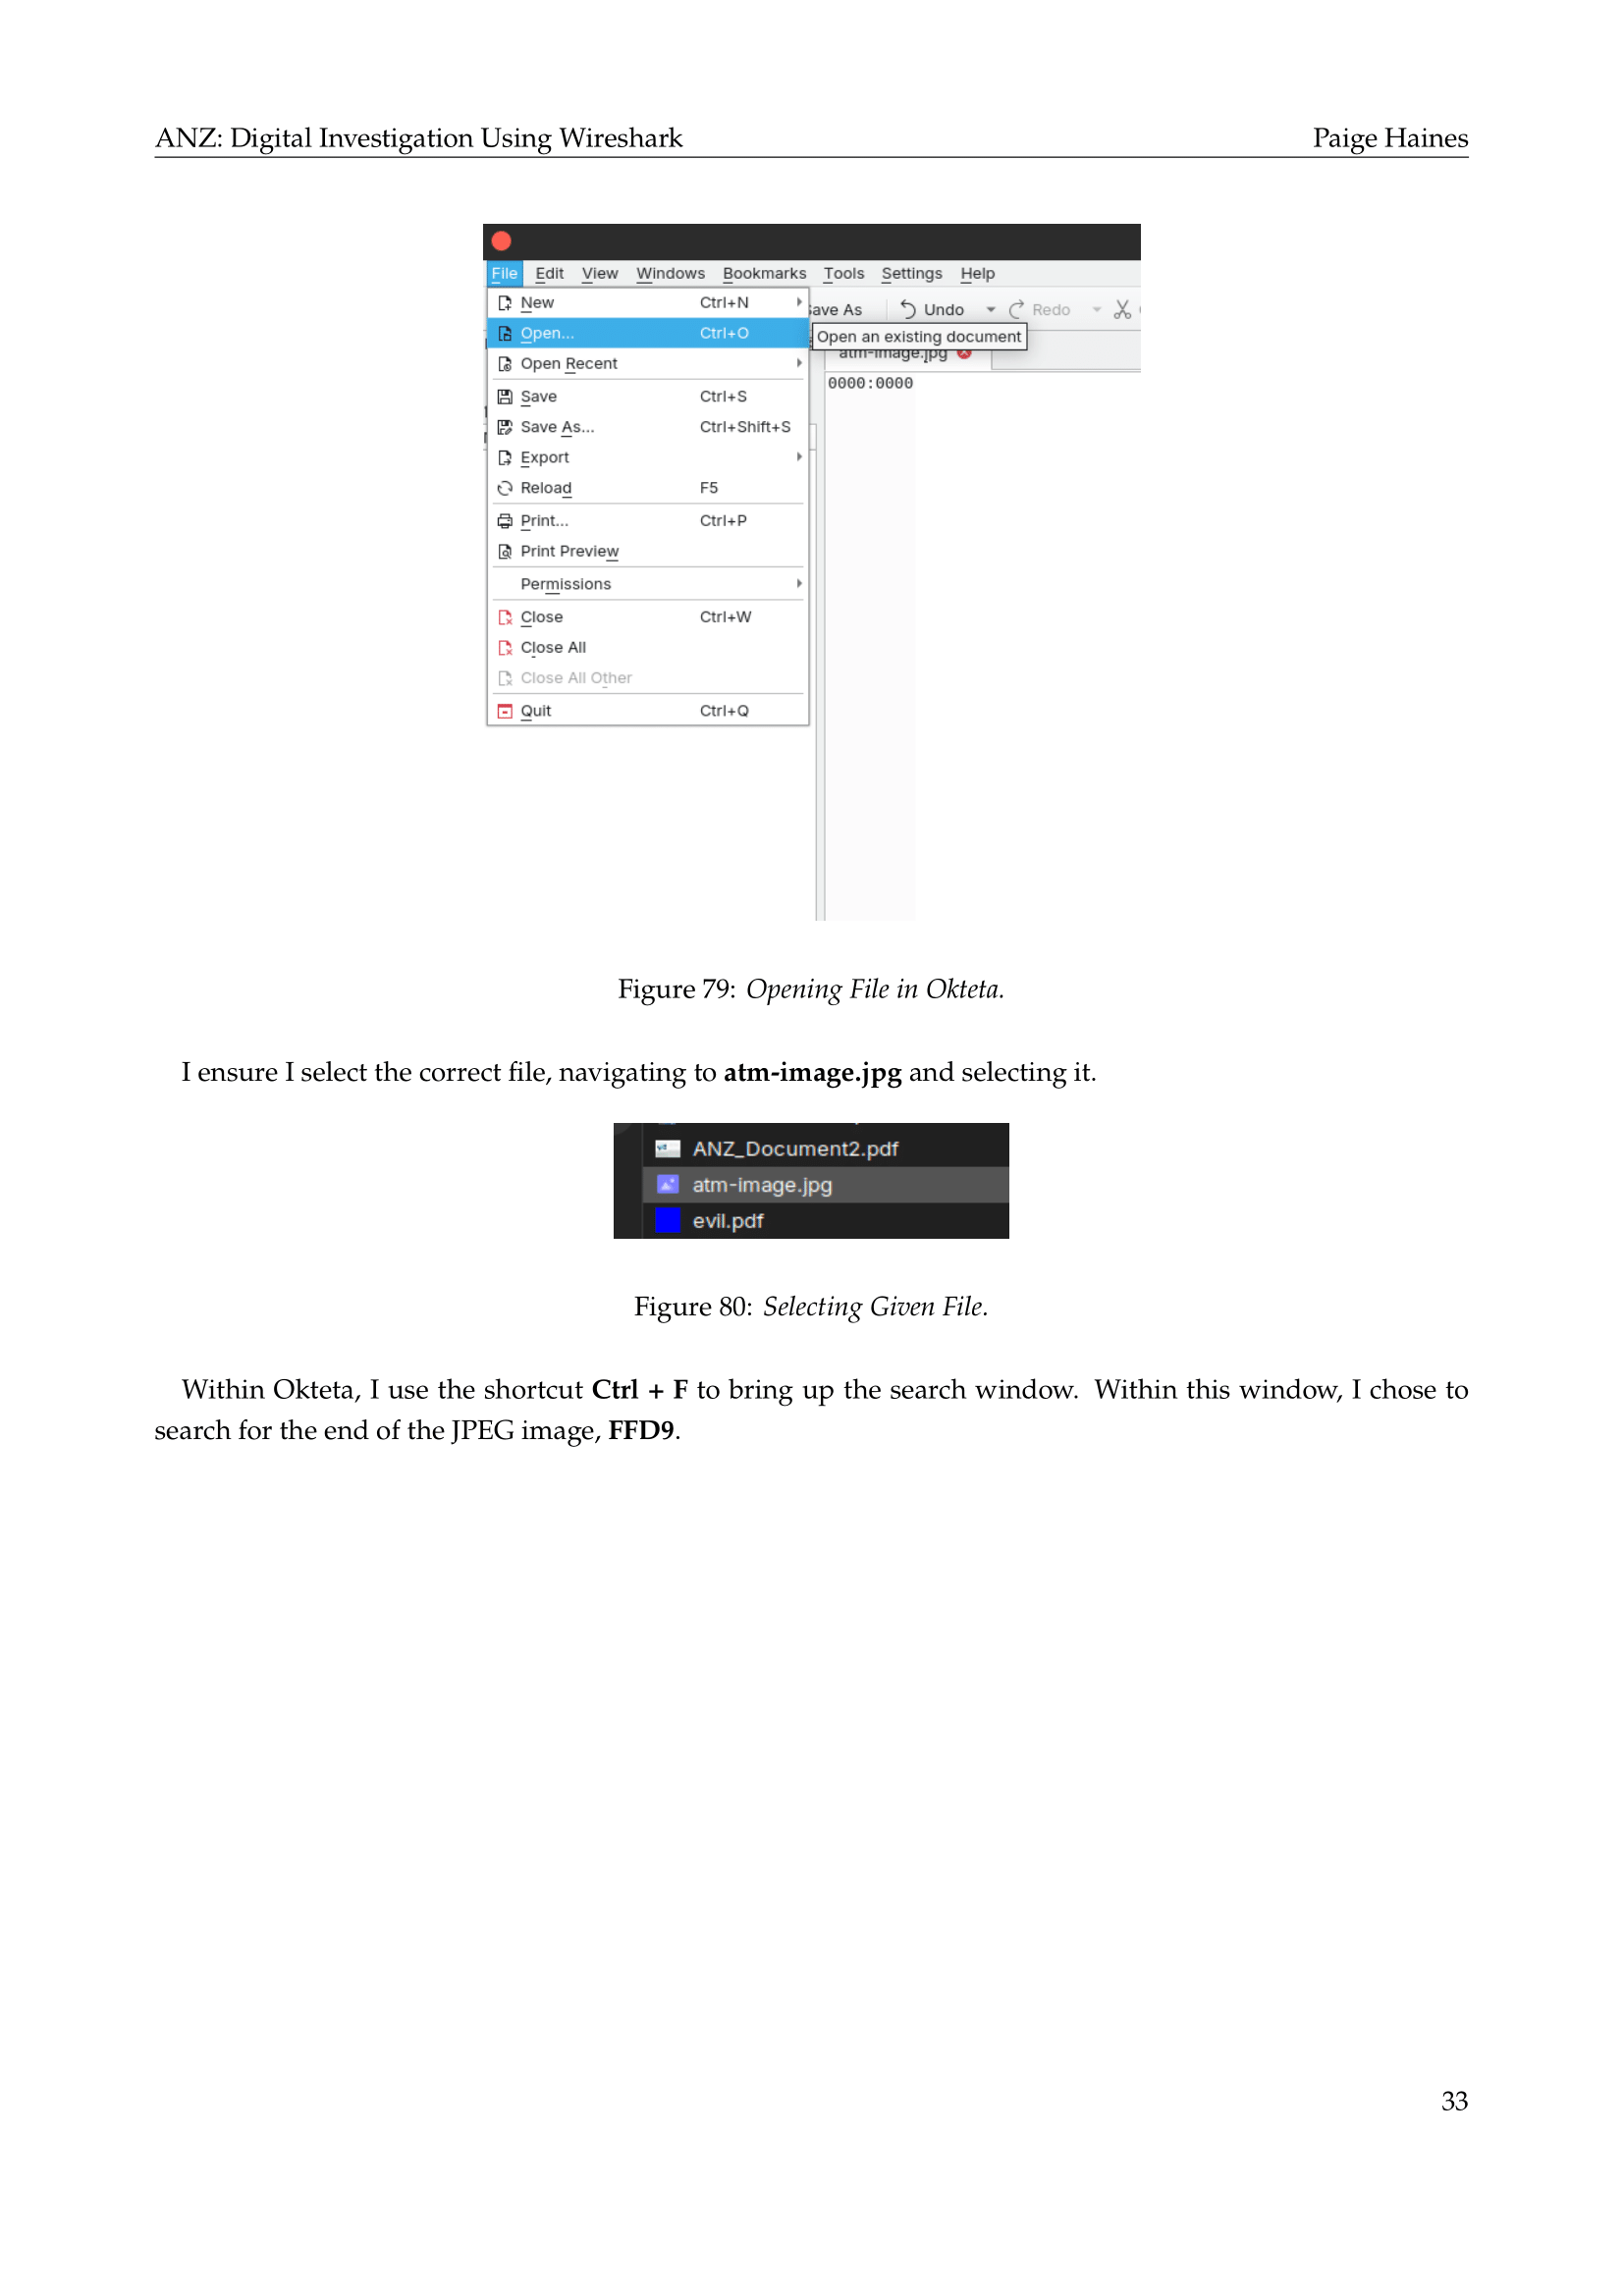 ANZ: Digital Investigation Using Wireshark Paige Haines
File Edit View Windows Bookmarks Tools Settings Help
New Ctrl+N
Save As Undo Redo
Open... Ctrl+O
Open an existing document
Open Recent
atm-image.jpg
0000:0000
Save Ctrl+S
Save As... Ctrl+Shift+S
Export
Reload F5
Print... Ctrl+P
Print Preview
Permissions
Close Ctrl+W
Close All
Close All Other
Quit Ctrl+Q
Figure 79: Opening File in Okteta.
I ensure I select the correct file, navigating to atm-image.jpg and selecting it.
ANZ_Document2.pdf
atm-image.jpg
evil.pdf
Figure 80: Selecting Given File.
Within Okteta, I use the shortcut Ctrl + F to bring up the search window. Within this window, I chose to
search for the end of the JPEG image, FFD9.
33